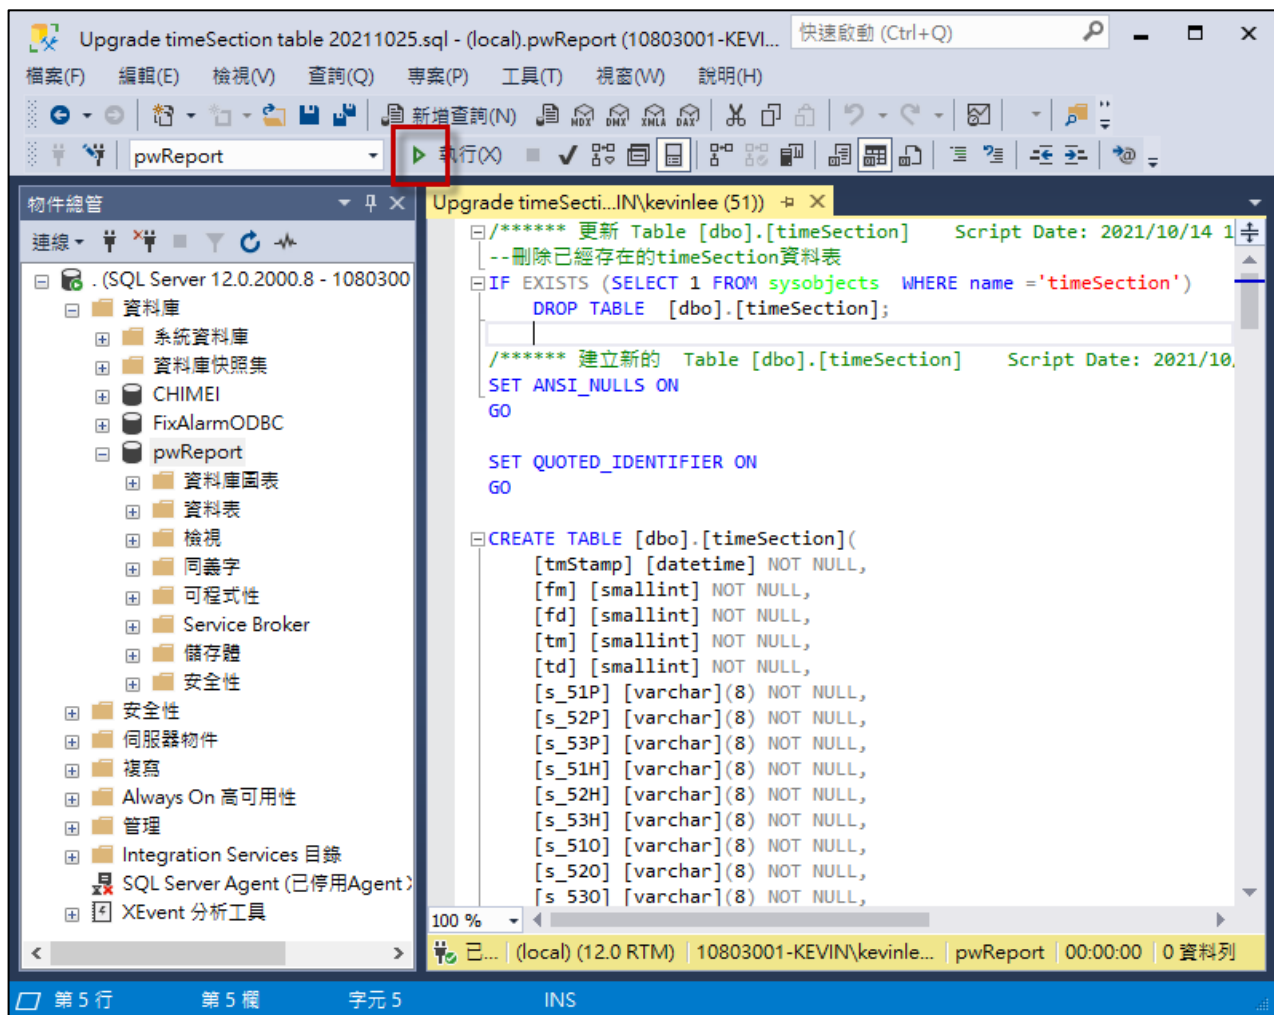 Upgrade timeSection table 20211025.sql - (local).pwReport (10803001-KEVI...
快速啟動 (Ctrl+Q)
檔案(F) 編輯(E) 檢視(V) 查詢(Q) 專案(P) 工具(T) 視窗(W) 說明(H)
新增查詢(N) MDX DMX XMLA DAX
pwReport 執行(X)
物件總管
連線
. (SQL Server 12.0.2000.8 - 1080300
資料庫
系統資料庫
資料庫快照集
CHIMEI
FixAlarmODBC
pwReport
資料庫圖表
資料表
檢視
同義字
可程式性
Service Broker
儲存體
安全性
安全性
伺服器物件
複寫
Always On 高可用性
管理
Integration Services 目錄
SQL Server Agent (已停用Agent
XEvent 分析工具
Upgrade timeSecti...IN\kevinlee (51))
/****** 更新 Table [dbo].[timeSection]    Script Date: 2021/10/14 1
--刪除已經存在的timeSection資料表
IF EXISTS (SELECT 1 FROM sysobjects  WHERE name ='timeSection')
DROP TABLE  [dbo].[timeSection];
/****** 建立新的  Table [dbo].[timeSection]    Script Date: 2021/10
SET ANSI_NULLS ON
GO
SET QUOTED_IDENTIFIER ON
GO
CREATE TABLE [dbo].[timeSection](
[tmStamp] [datetime] NOT NULL,
[fm] [smallint] NOT NULL,
[fd] [smallint] NOT NULL,
[tm] [smallint] NOT NULL,
[td] [smallint] NOT NULL,
[s_51P] [varchar](8) NOT NULL,
[s_52P] [varchar](8) NOT NULL,
[s_53P] [varchar](8) NOT NULL,
[s_51H] [varchar](8) NOT NULL,
[s_52H] [varchar](8) NOT NULL,
[s_53H] [varchar](8) NOT NULL,
[s_510] [varchar](8) NOT NULL,
[s_520] [varchar](8) NOT NULL,
[s_530] [varchar](8) NOT NULL,
100 %
已... (local) (12.0 RTM) 10803001-KEVIN\kevinle... pwReport 00:00:00 0 資料列
第 5 行 第 5 欄 字元 5 INS